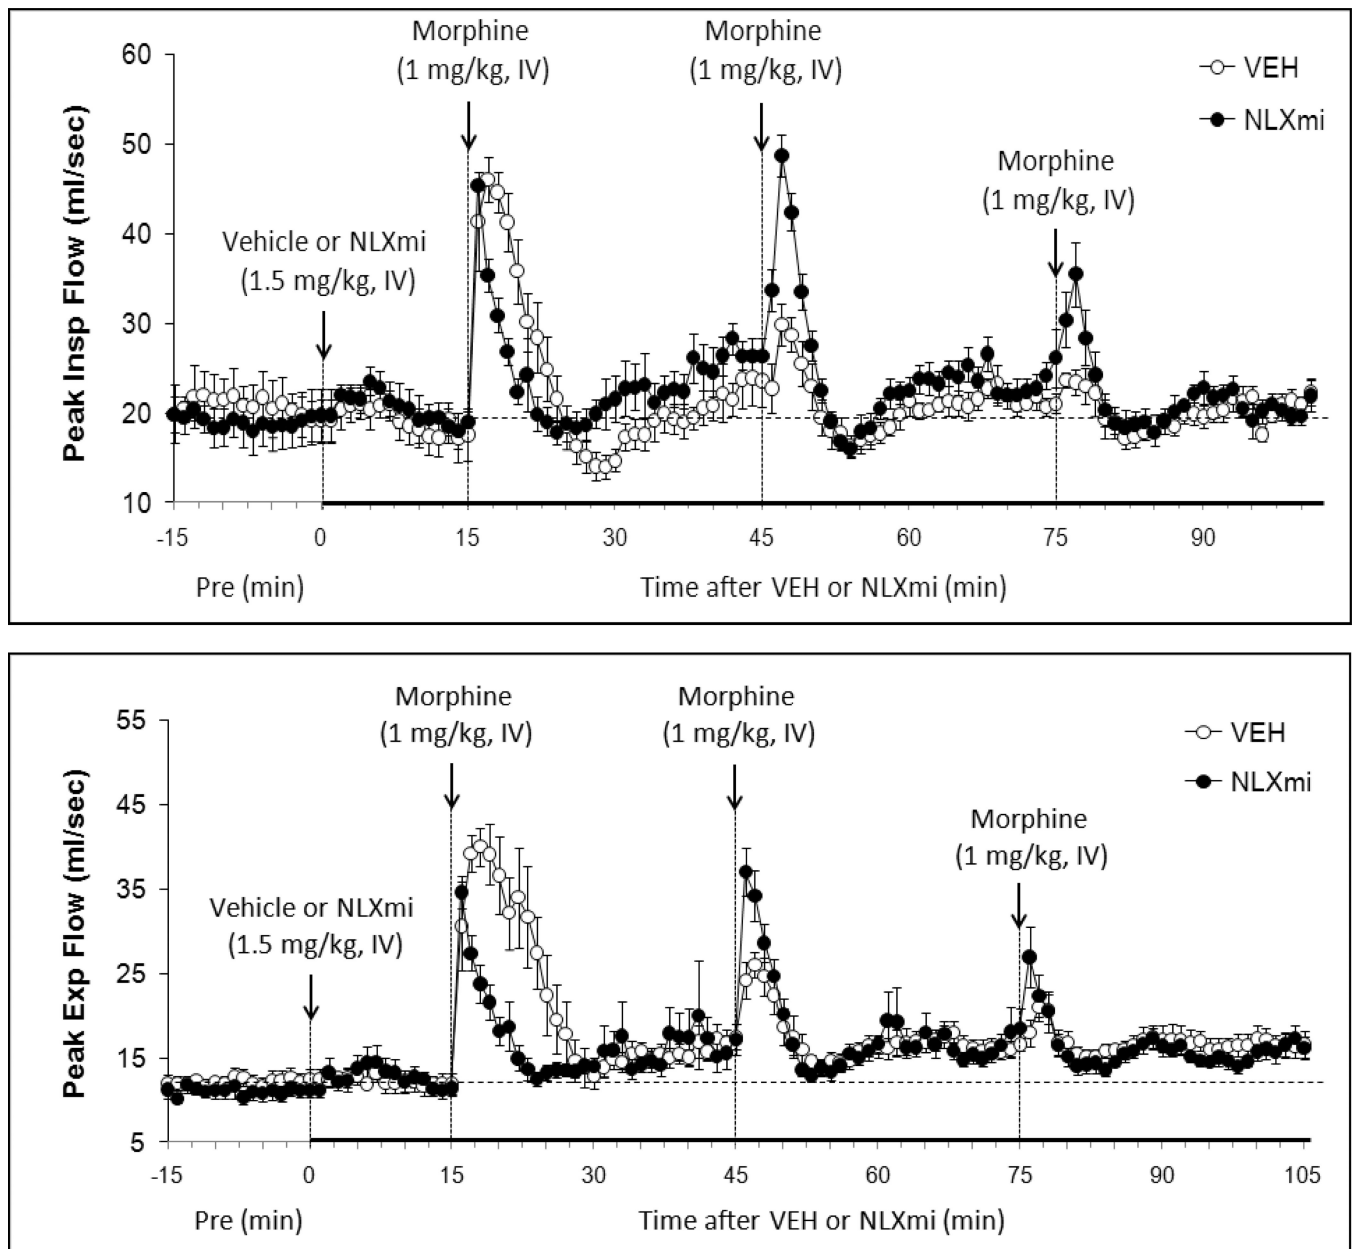 Morphine
(1 mg/kg, IV)
Morphine
(1 mg/kg, IV)
Morphine
(1 mg/kg, IV)
Vehicle or NLXmi
(1.5 mg/kg, IV)
VEH
NLXmi
Peak Insp Flow (ml/sec)
60
50
40
30
20
10
-15
0
15
30
45
60
75
90
Pre (min)
Time after VEH or NLXmi (min)
Morphine
(1 mg/kg, IV)
Morphine
(1 mg/kg, IV)
Morphine
(1 mg/kg, IV)
Vehicle or NLXmi
(1.5 mg/kg, IV)
VEH
NLXmi
Peak Exp Flow (ml/sec)
55
45
35
25
15
5
-15
0
15
30
45
60
75
90
105
Pre (min)
Time after VEH or NLXmi (min)